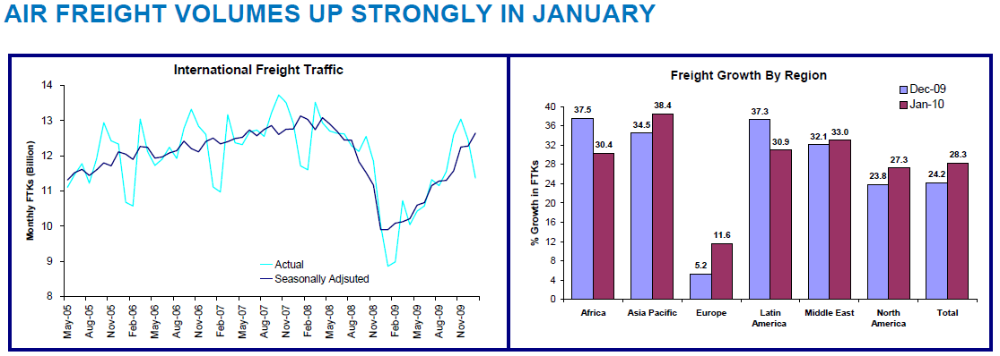 AIR FREIGHT VOLUMES UP STRONGLY IN JANUARY
International Freight Traffic
Monthly FTKs (Billion)
14
13
12
11
10
9
8
Actual
Seasonally Adjsuted
May-05
Aug-05
Nov-05
Feb-06
May-06
Aug-06
Nov-06
Feb-07
May-07
Aug-07
Nov-07
Feb-08
May-08
Aug-08
Nov-08
Feb-09
May-09
Aug-09
Nov-09
Freight Growth By Region
Dec-09
Jan-10
% Growth in FTKs
40
36
32
28
24
20
16
12
8
4
0
37.5
30.4
34.5
38.4
5.2
11.6
37.3
30.9
32.1
33.0
23.8
27.3
24.2
28.3
Africa
Asia Pacific
Europe
Latin
America
Middle East
North
America
Total